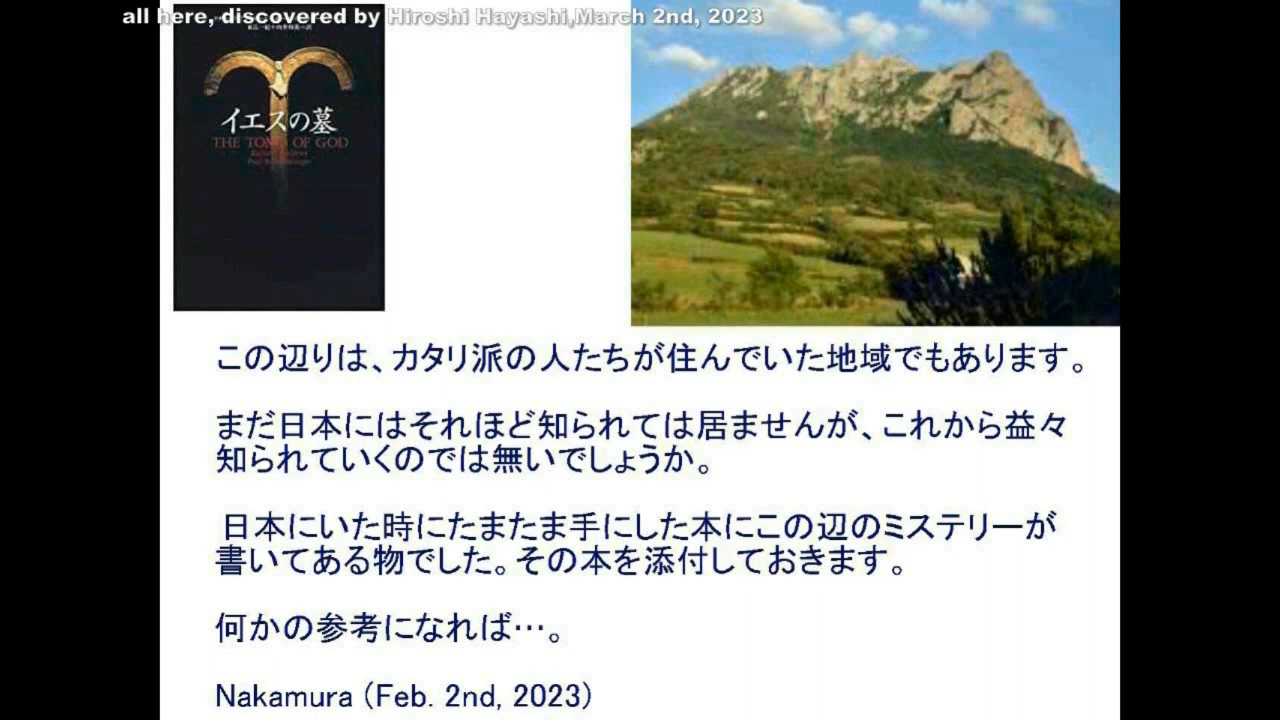 all here, discovered by Hiroshi Hayashi,March 2nd, 2023
イエスの墓
THE TOMB OF GOD
この辺りは、カタリ派の人たちが住んでいた地域でもあります。
まだ日本にはそれほど知られては居ませんが、これから益々
知られていくのでは無いでしょうか。
日本にいた時にたまたま手にした本にこの辺のミステリーが
書いてある物でした。その本を添付しておきます。
何かの参考になれば…。
Nakamura (Feb. 2nd, 2023)